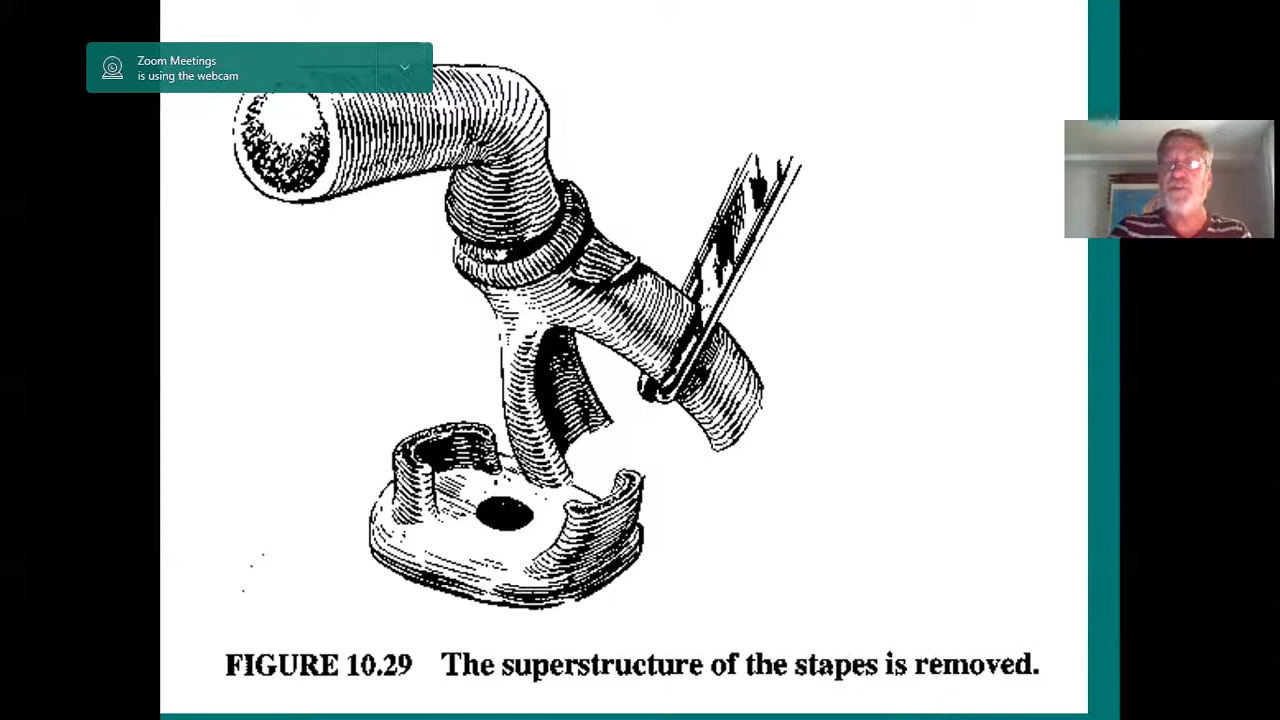 Zoom Meetings
is using the webcam
FIGURE 10.29 The superstructure of the stapes is removed.